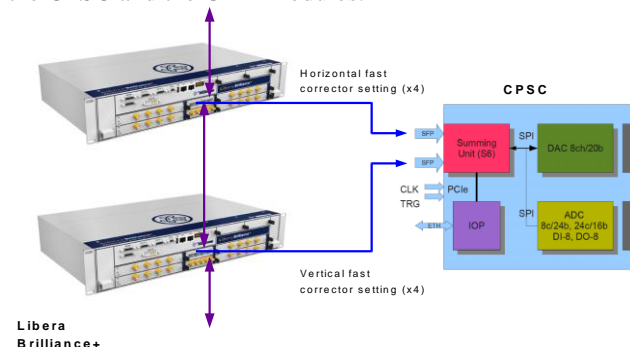 Horizontal fast
corrector setting (x4)
CPSC
SFP
Summing
Unit (S6)
SPI
DAC 8ch/20b
SFP
CLK
PCIe
TRG
SPI
ETH
IOP
ADC
8c/24b, 24c/16b
DI-8, DO-8
Vertical fast
corrector setting (x4)
Libera
Brilliance+